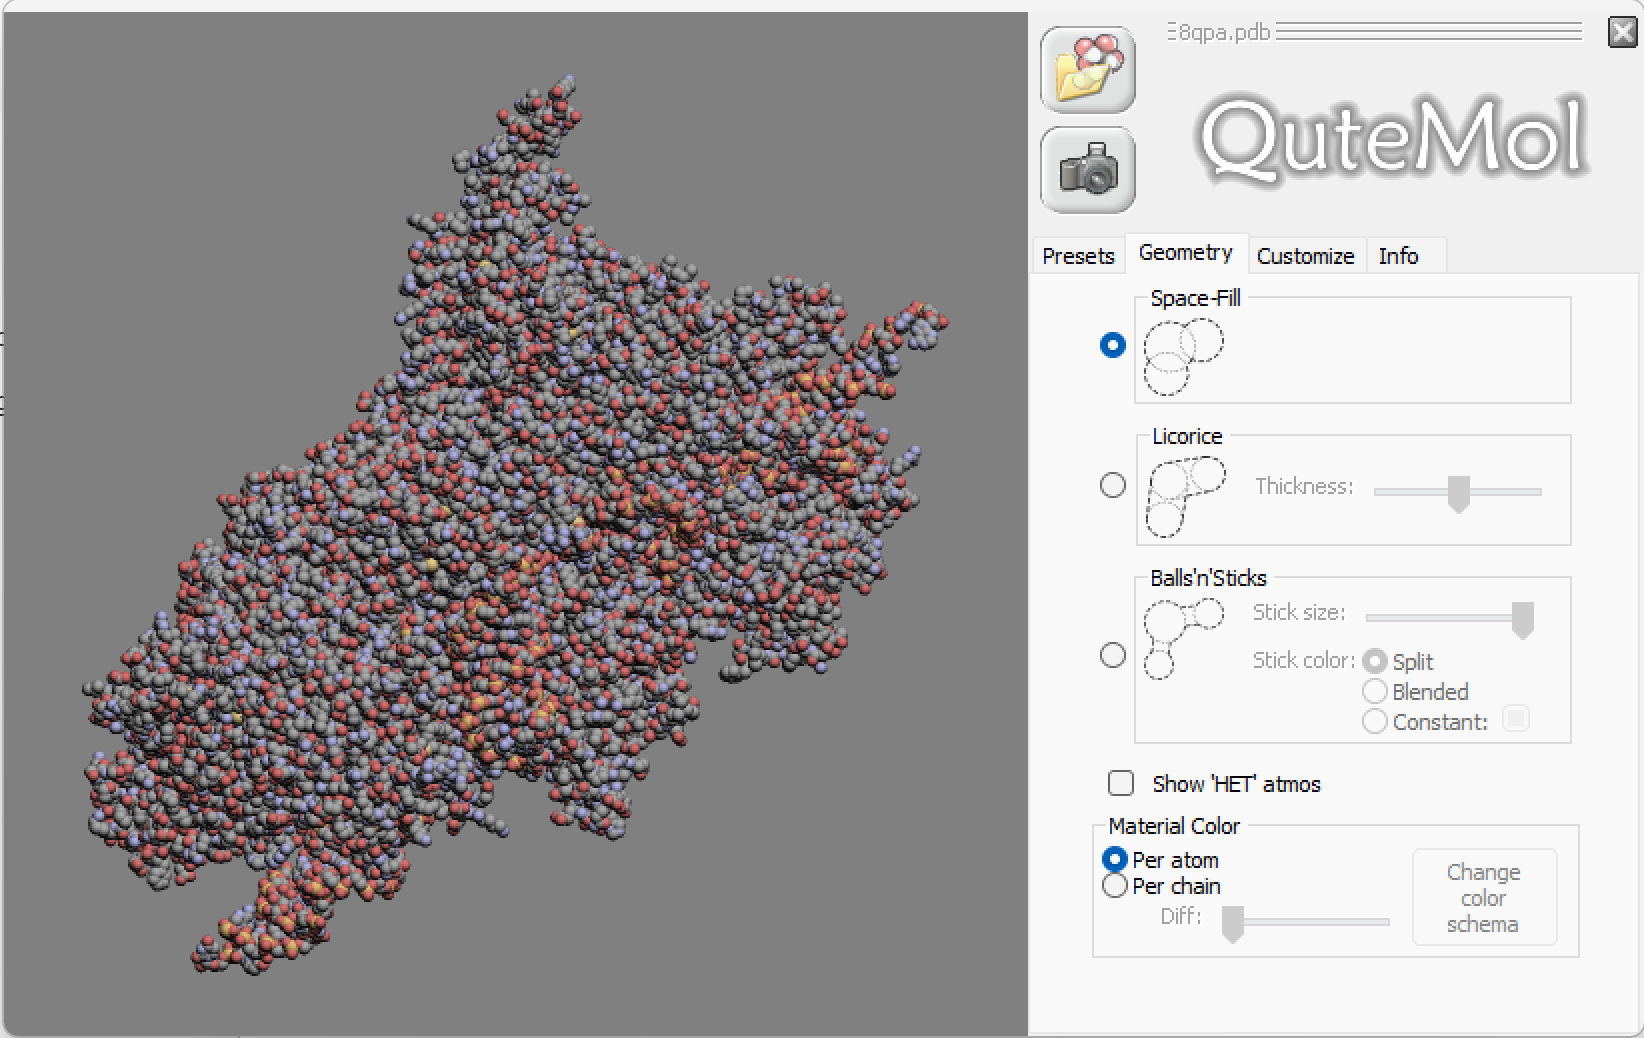 8qpa.pdb
QuteMol
Presets Geometry Customize Info
Space-Fill
Licorice
Thickness:
Balls'n'Sticks
Stick size:
Stick color: Split
Blended
Constant:
Show 'HET' atmos
Material Color
Per atom
Per chain
Diff:
Change
color
schema